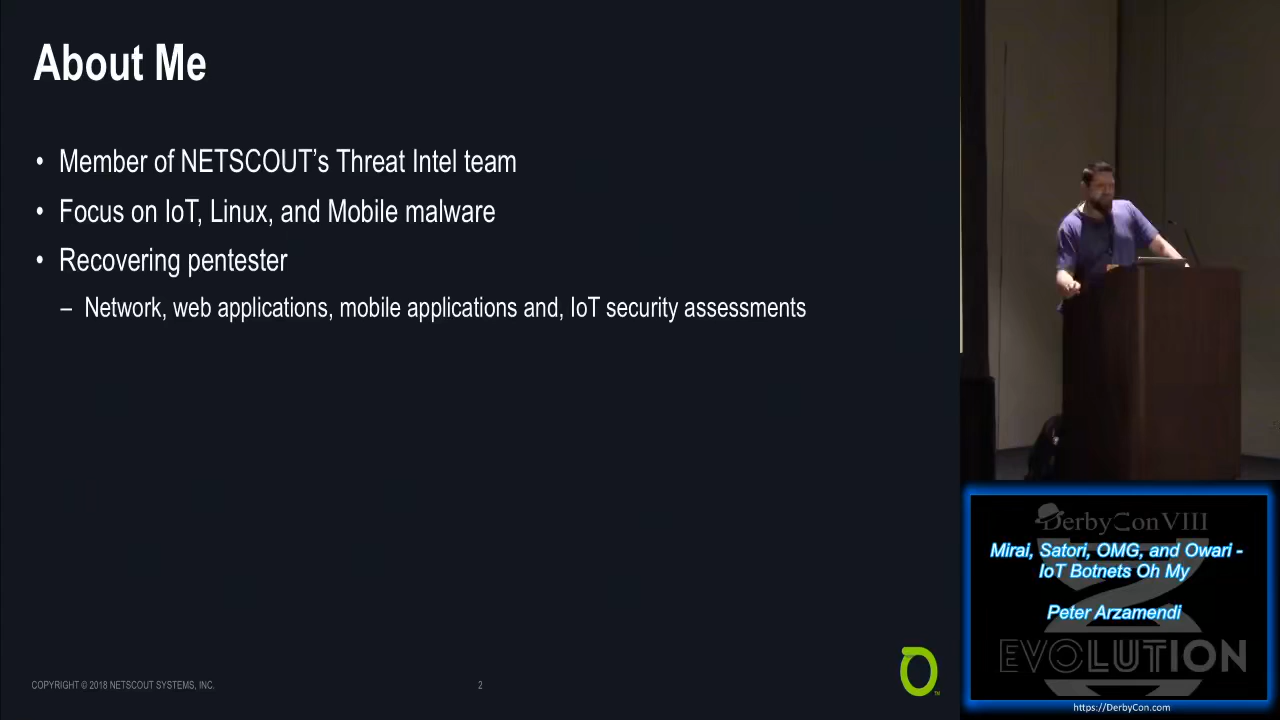 About Me
• Member of NETSCOUT’s Threat Intel team
• Focus on IoT, Linux, and Mobile malware
• Recovering pentester
– Network, web applications, mobile applications and, IoT security assessments
COPYRIGHT © 2018 NETSCOUT SYSTEMS, INC.
2
TM
DerbyCon VIII
Mirai, Satori, OMG, and Owari -
IoT Botnets Oh My
Peter Arzamendi
EVOLUTION
https://DerbyCon.com